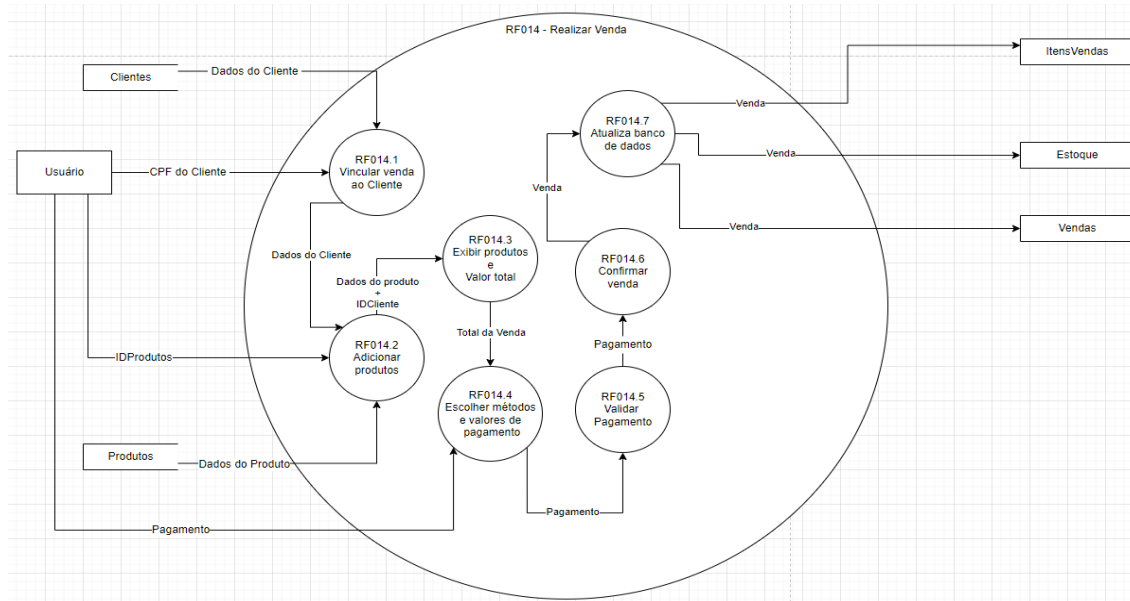 RF014 - Realizar Venda
Clientes
Dados do Cliente
ItensVendas
Venda
RF014.7
Atualiza banco
de dados
RF014.1
Vincular venda
ao Cliente
Usuário
CPF do Cliente
Venda
Estoque
Venda
Venda
Vendas
Dados do Cliente
RF014.3
Exibir produtos
e
Valor total
RF014.6
Confirmar
venda
Dados do produto
+
IDCliente
Total da Venda
Pagamento
IDProdutos
RF014.2
Adicionar
produtos
RF014.4
Escolher métodos
e valores de
pagamento
RF014.5
Validar
Pagamento
Produtos
Dados do Produto
Pagamento
Pagamento